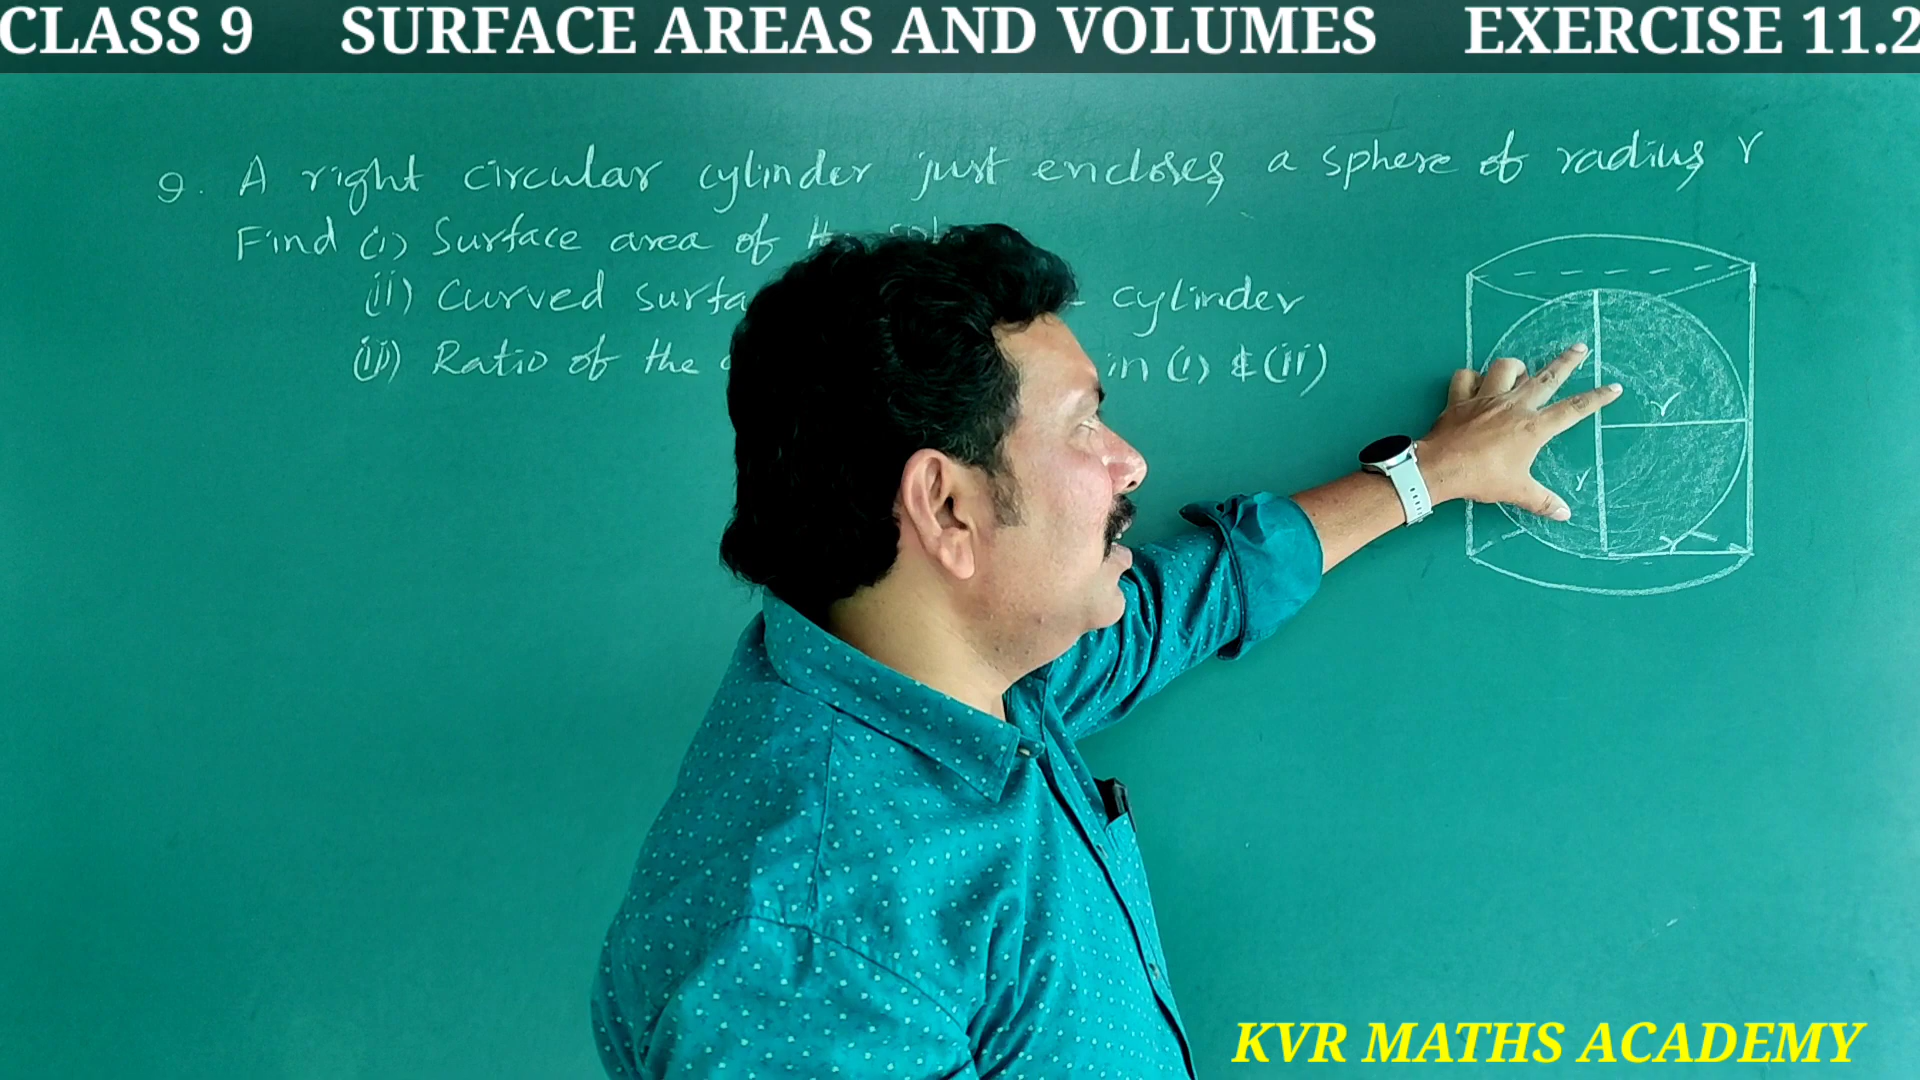 CLASS 9 SURFACE AREAS AND VOLUMES EXERCISE 11.2
9. A right circular cylinder just encloses a sphere of radius r
Find (i) Surface area of
(ii) Curved surfa cylinder
(iii) Ratio of the in (i) & (ii)
r
r
r
KVR MATHS ACADEMY